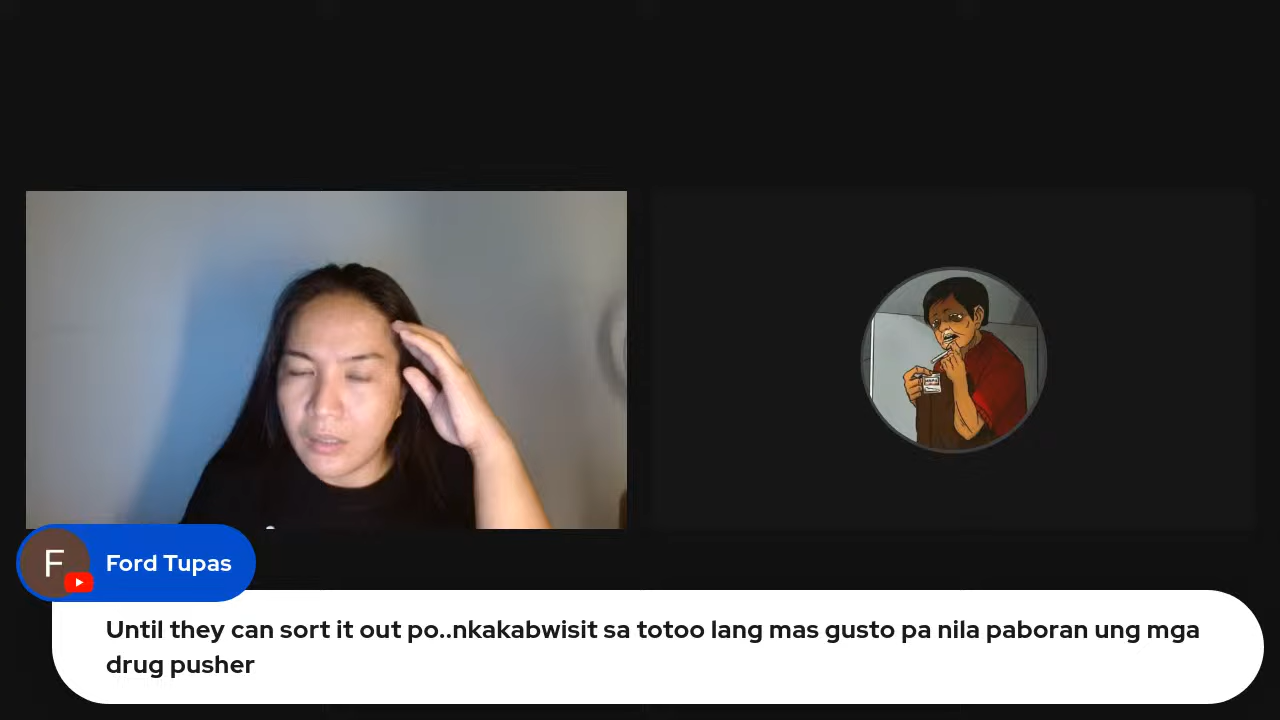 F
Ford Tupas
Until they can sort it out po..nkakabwisit sa totoo lang mas gusto pa nila paboran ung mga
drug pusher